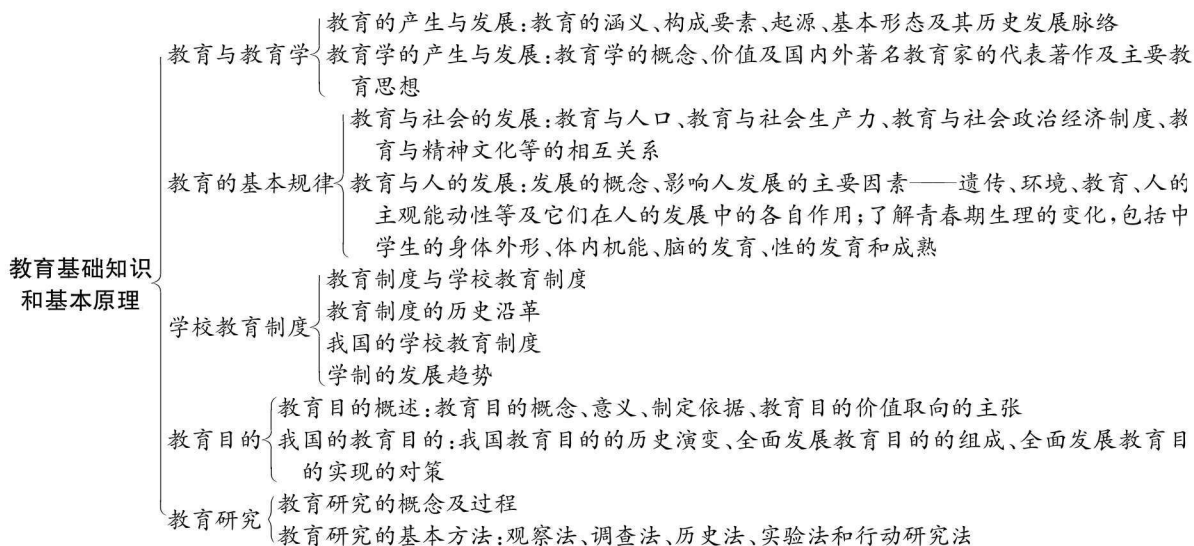 教育的产生与发展:教育的涵义、构成要素、起源、基本形态及其历史发展脉络
教育与教育学
教育学的产生与发展:教育学的概念、价值及国内外著名教育家的代表著作及主要教
育思想
教育与社会的发展:教育与人口、教育与社会生产力、教育与社会政治经济制度、教
育与精神文化等的相互关系
教育的基本规律
教育与人的发展:发展的概念、影响人发展的主要因素——遗传、环境、教育、人的
主观能动性等及它们在人的发展中的各自作用;了解青春期生理的变化,包括中
学生的身体外形、体内机能、脑的发育、性的发育和成熟
教育基础知识
和基本原理
教育制度与学校教育制度
教育制度的历史沿革
学校教育制度
我国的学校教育制度
学制的发展趋势
教育目的概述:教育目的概念、意义、制定依据、教育目的价值取向的主张
教育目的
我国的教育目的:我国教育目的的历史演变、全面发展教育目的的组成、全面发展教育目
的的实现的对策
教育研究
教育研究的概念及过程
教育研究的基本方法:观察法、调查法、历史法、实验法和行动研究法